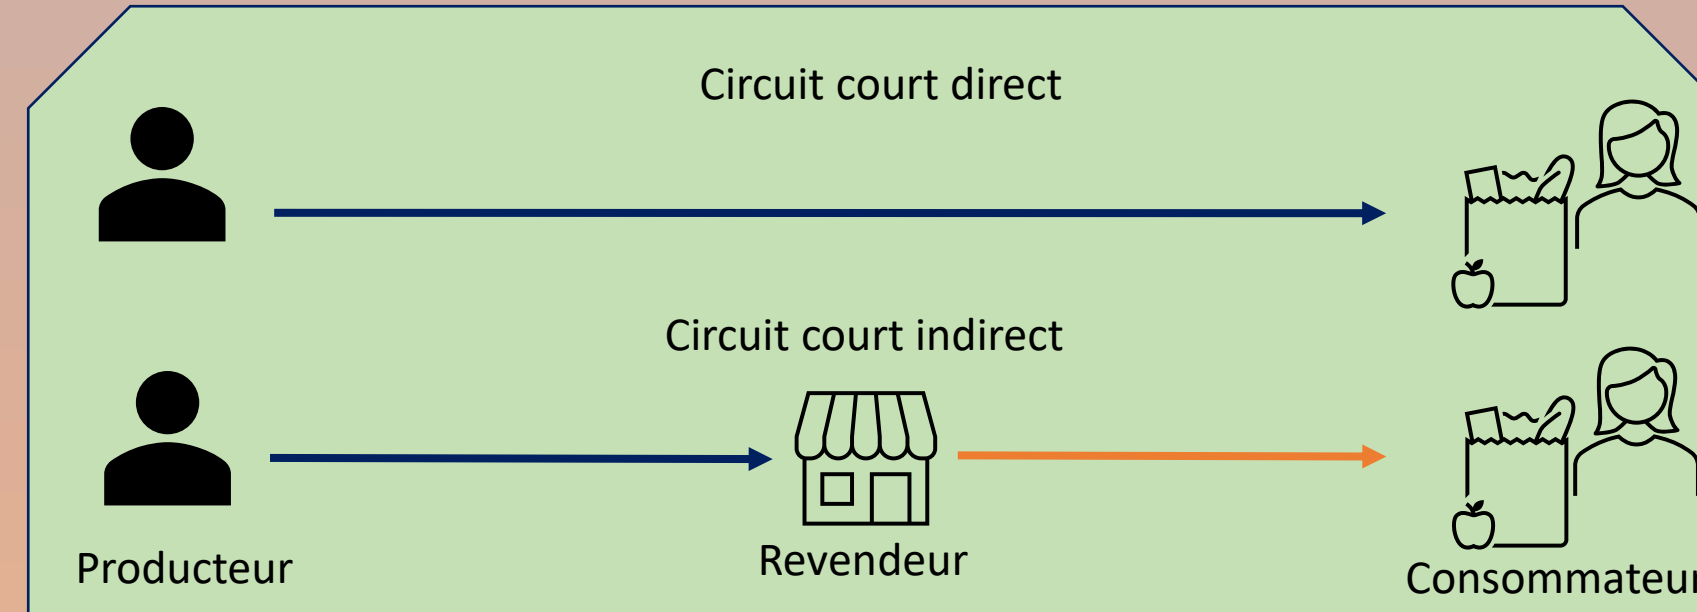 Circuit court direct
Circuit court indirect
Producteur
Revendeur
Consommateur